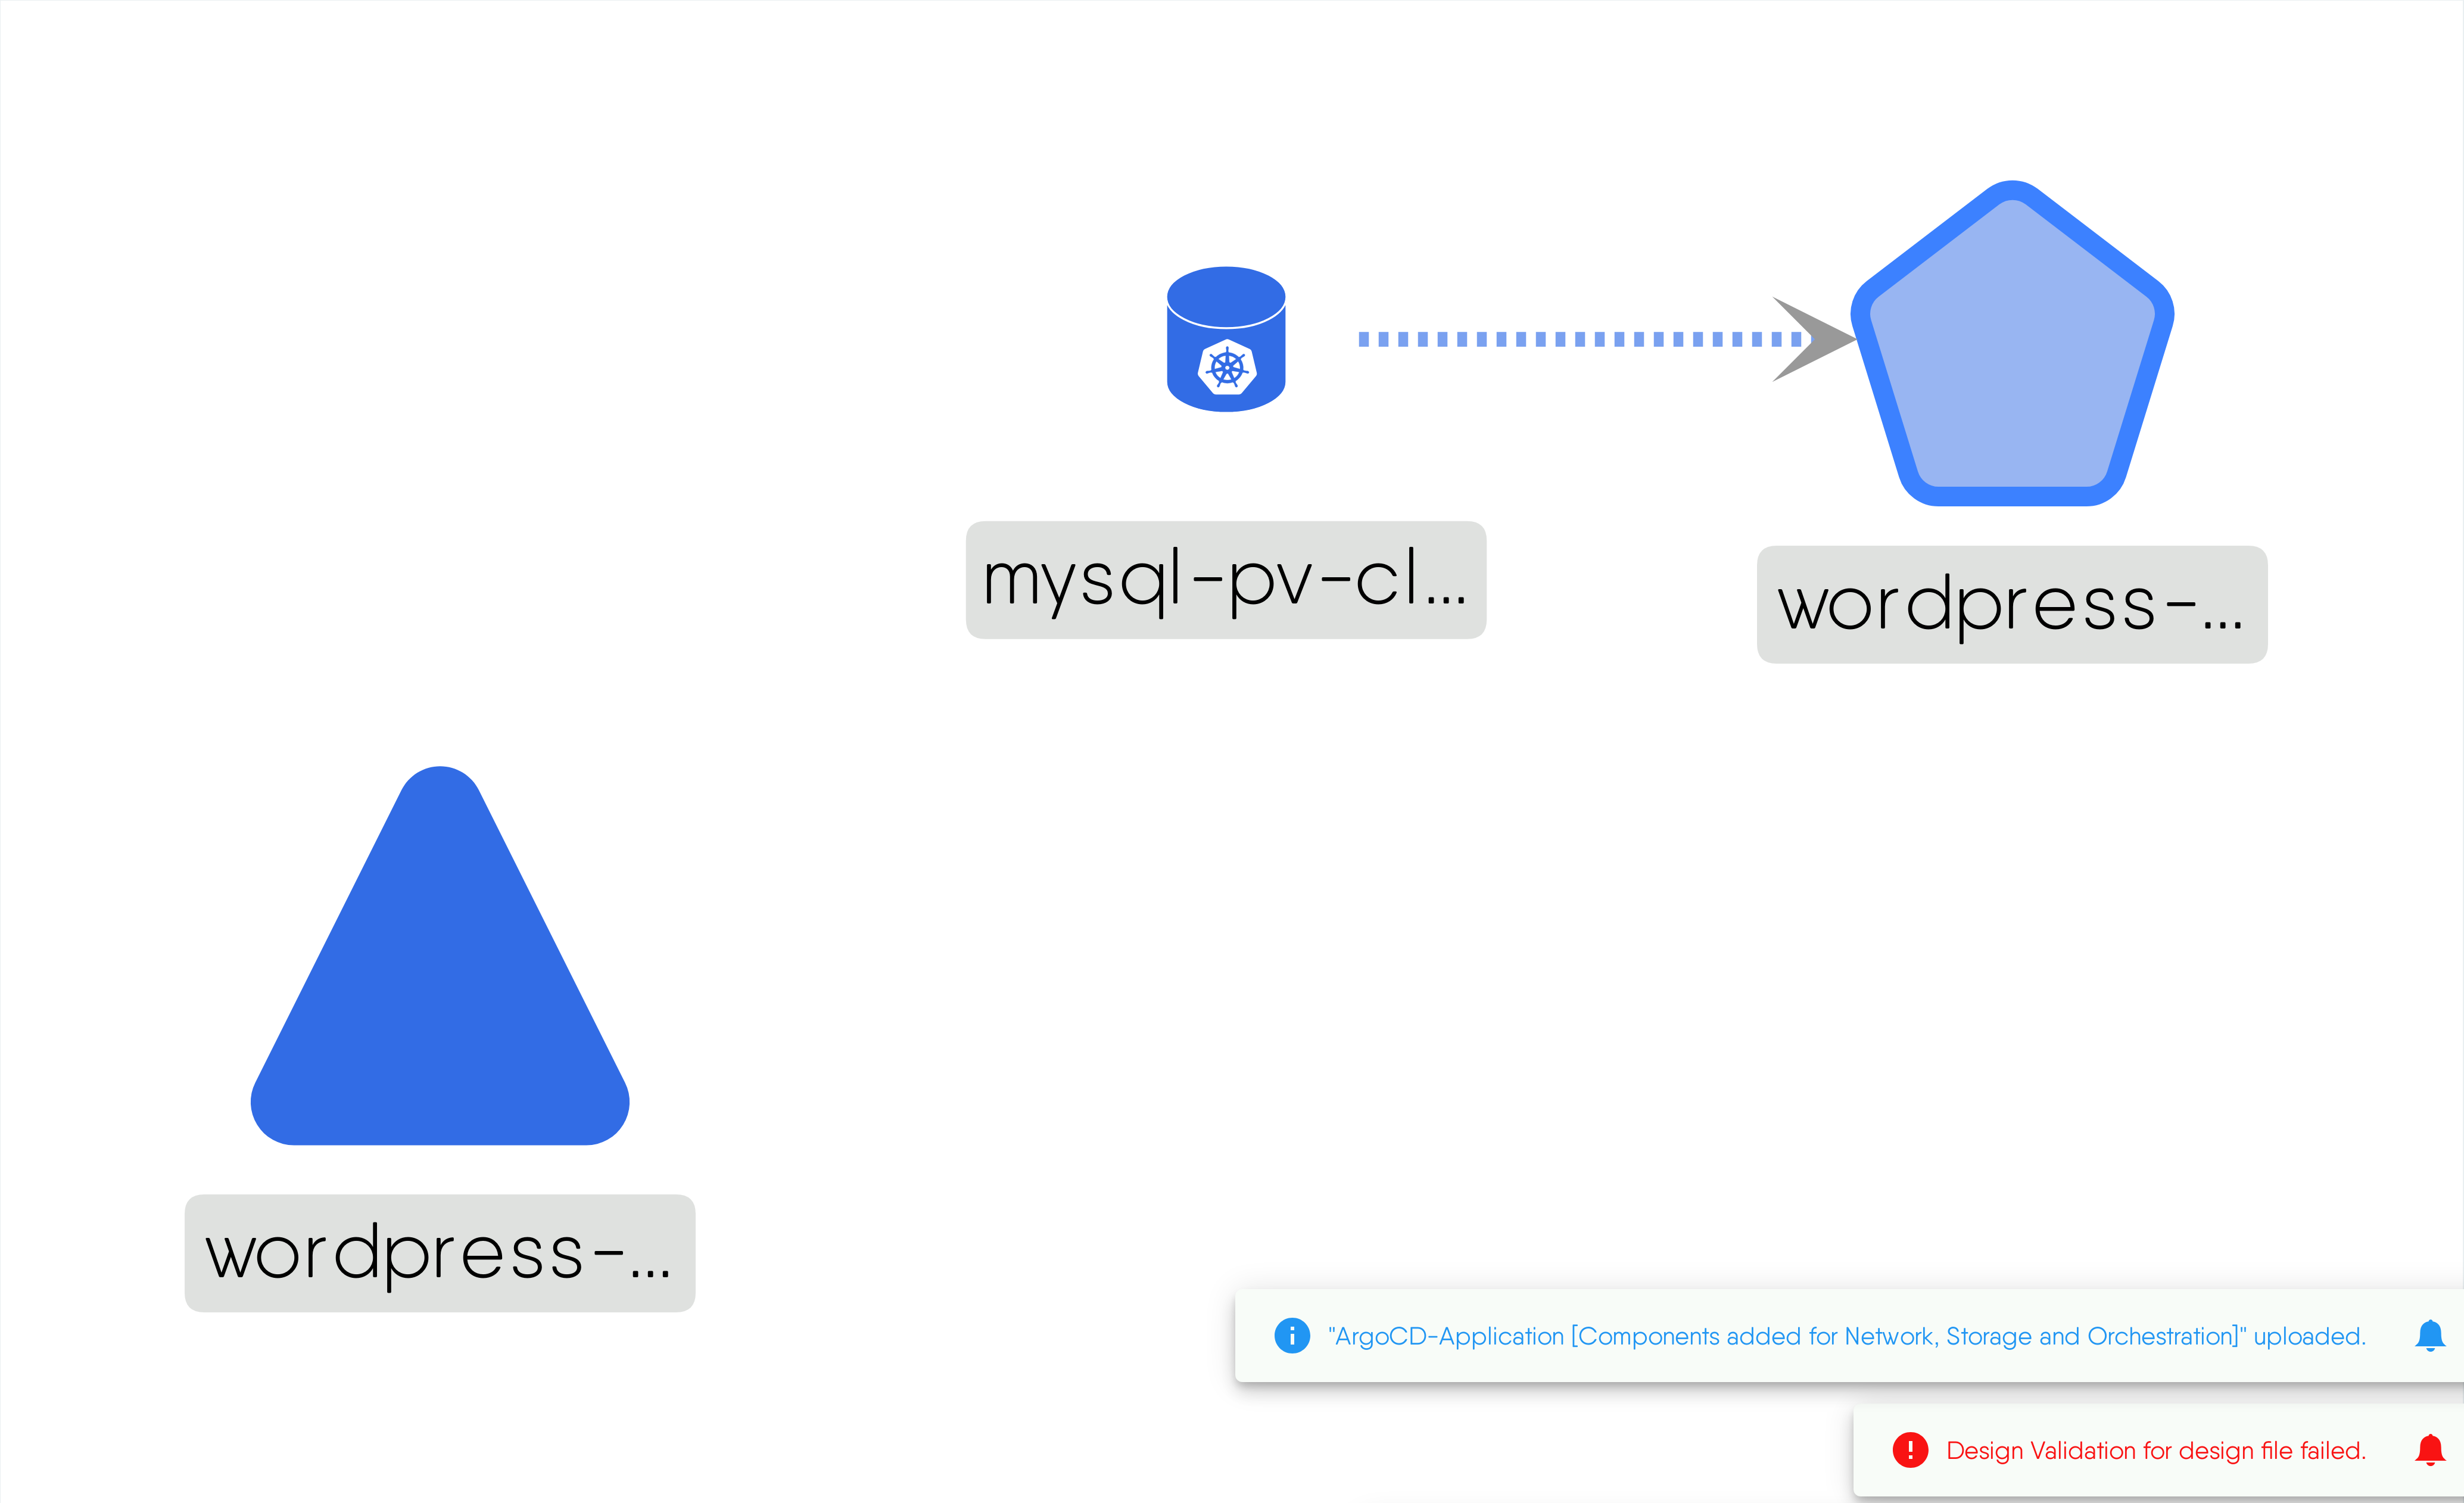 mysql-pv-cl...
wordpress-...
wordpress-...
"ArgoCD-Application [Components added for Network, Storage and Orchestration]" uploaded.
Design Validation for design file failed.